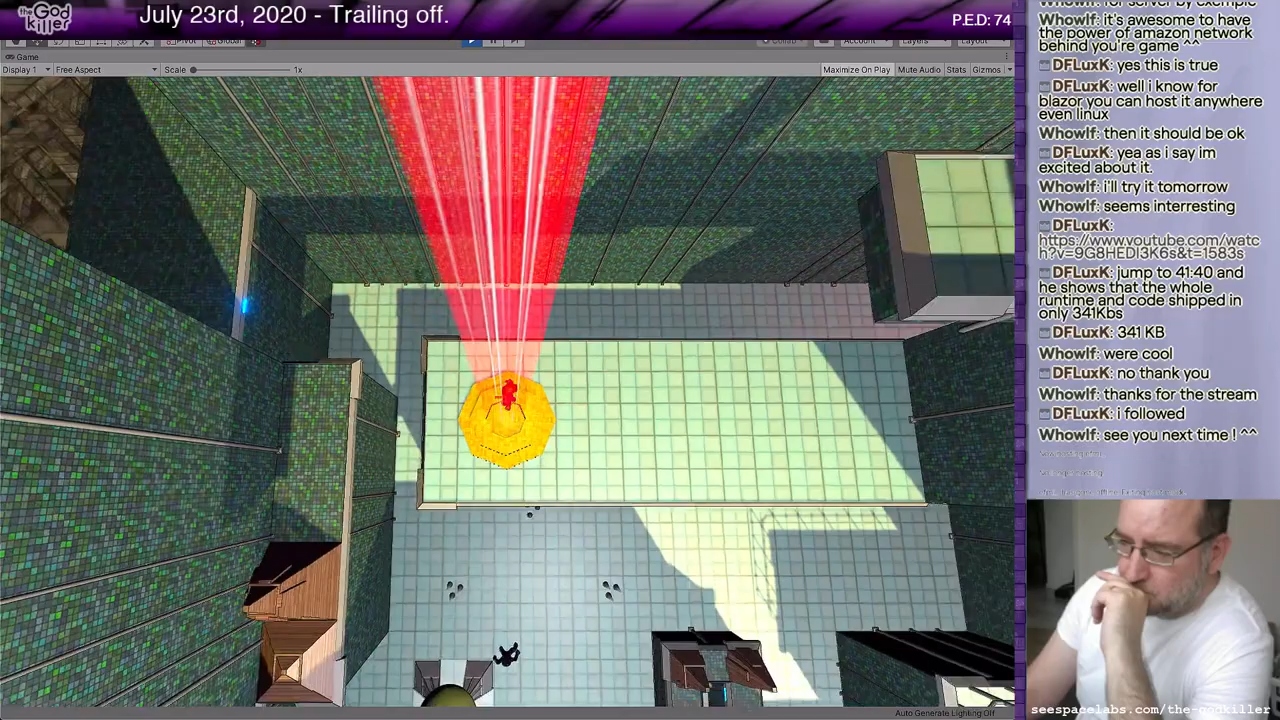 the God
killer
July 23rd, 2020 - Trailing off.
P.E.D: 74
Pivot
Global
Account
Layers
Layout
Game
Display 1
Free Aspect
Scale
1x
Maximize On Play
Mute Audio
Stats
Gizmos
Whowlf: it's awesome to have
the power of amazon network
behind you're game ^^
DFLuxK: yes this is true
DFLuxK: well i know for
blazor you can host it anywhere
even linux
Whowlf: then it should be ok
DFLuxK: yea as i say im
excited about it.
Whowlf: i'll try it tomorrow
Whowlf: seems interresting
DFLuxK:
https://www.youtube.com/watc
h?v=9G8HEDI3K6s&t=1583s
DFLuxK: jump to 41:40 and
he shows that the whole
runtime and code shipped in
only 341Kbs
DFLuxK: 341 KB
Whowlf: were cool
DFLuxK: no thank you
Whowlf: thanks for the stream
DFLuxK: i followed
Whowlf: see you next time ! ^^
Auto Generate Lighting Off
seespacelabs.com/the-godkiller